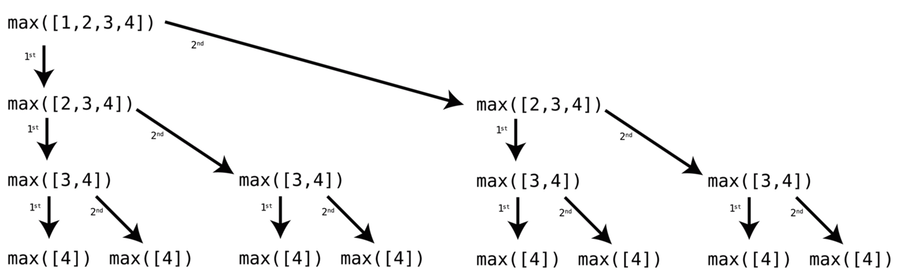 max([1,2,3,4])
2nd
1st
max([2,3,4]) max([2,3,4])
1st 2nd 1st 2nd
max([3,4]) max([3,4]) max([3,4]) max([3,4])
1st 2nd 1st 2nd 1st 2nd 1st 2nd
max([4]) max([4]) max([4]) max([4]) max([4]) max([4]) max([4]) max([4])